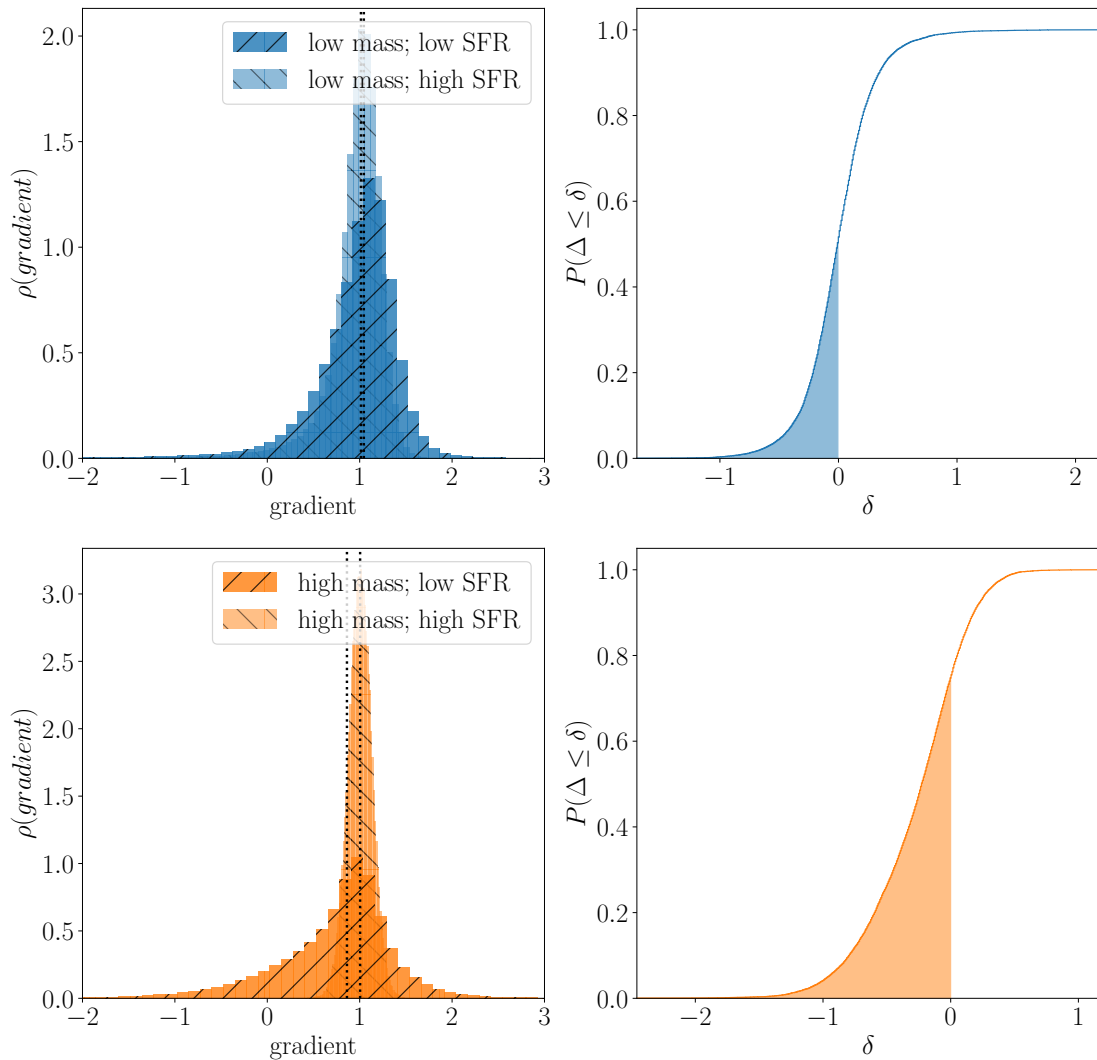 low mass; low SFR
low mass; high SFR
ρ(gradient)
2.0
1.5
1.0
0.5
0.0
−2 −1 0 1 2 3
gradient
P(Δ ≤ δ)
1.0
0.8
0.6
0.4
0.2
0.0
−1 0 1 2
δ
high mass; low SFR
high mass; high SFR
ρ(gradient)
3.0
2.5
2.0
1.5
1.0
0.5
0.0
−2 −1 0 1 2 3
gradient
P(Δ ≤ δ)
1.0
0.8
0.6
0.4
0.2
0.0
−2 −1 0 1
δ